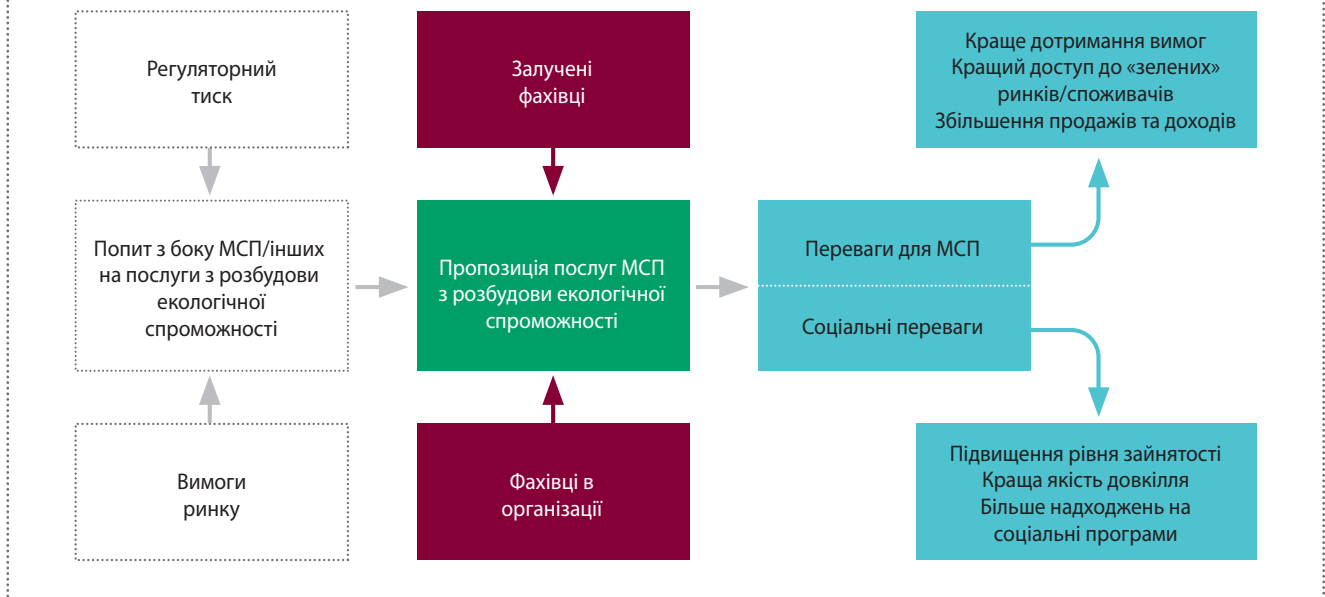 Регуляторний
тиск
Залучені
фахівці
Краще дотримання вимог
Кращий доступ до «зелених»
ринків/споживачів
Збільшення продажів та доходів
Попит з боку МСП/інших
на послуги з розбудови
екологічної
спроможності
Пропозиція послуг МСП
з розбудови екологічної
спроможності
Переваги для МСП
Соціальні переваги
Вимоги
ринку
Фахівці в
організації
Підвищення рівня зайнятості
Краща якість довкілля
Більше надходжень на
соціальні програми